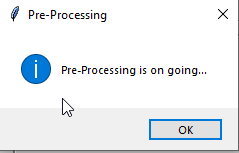 Pre-Processing
Pre-Processing is on going...
OK